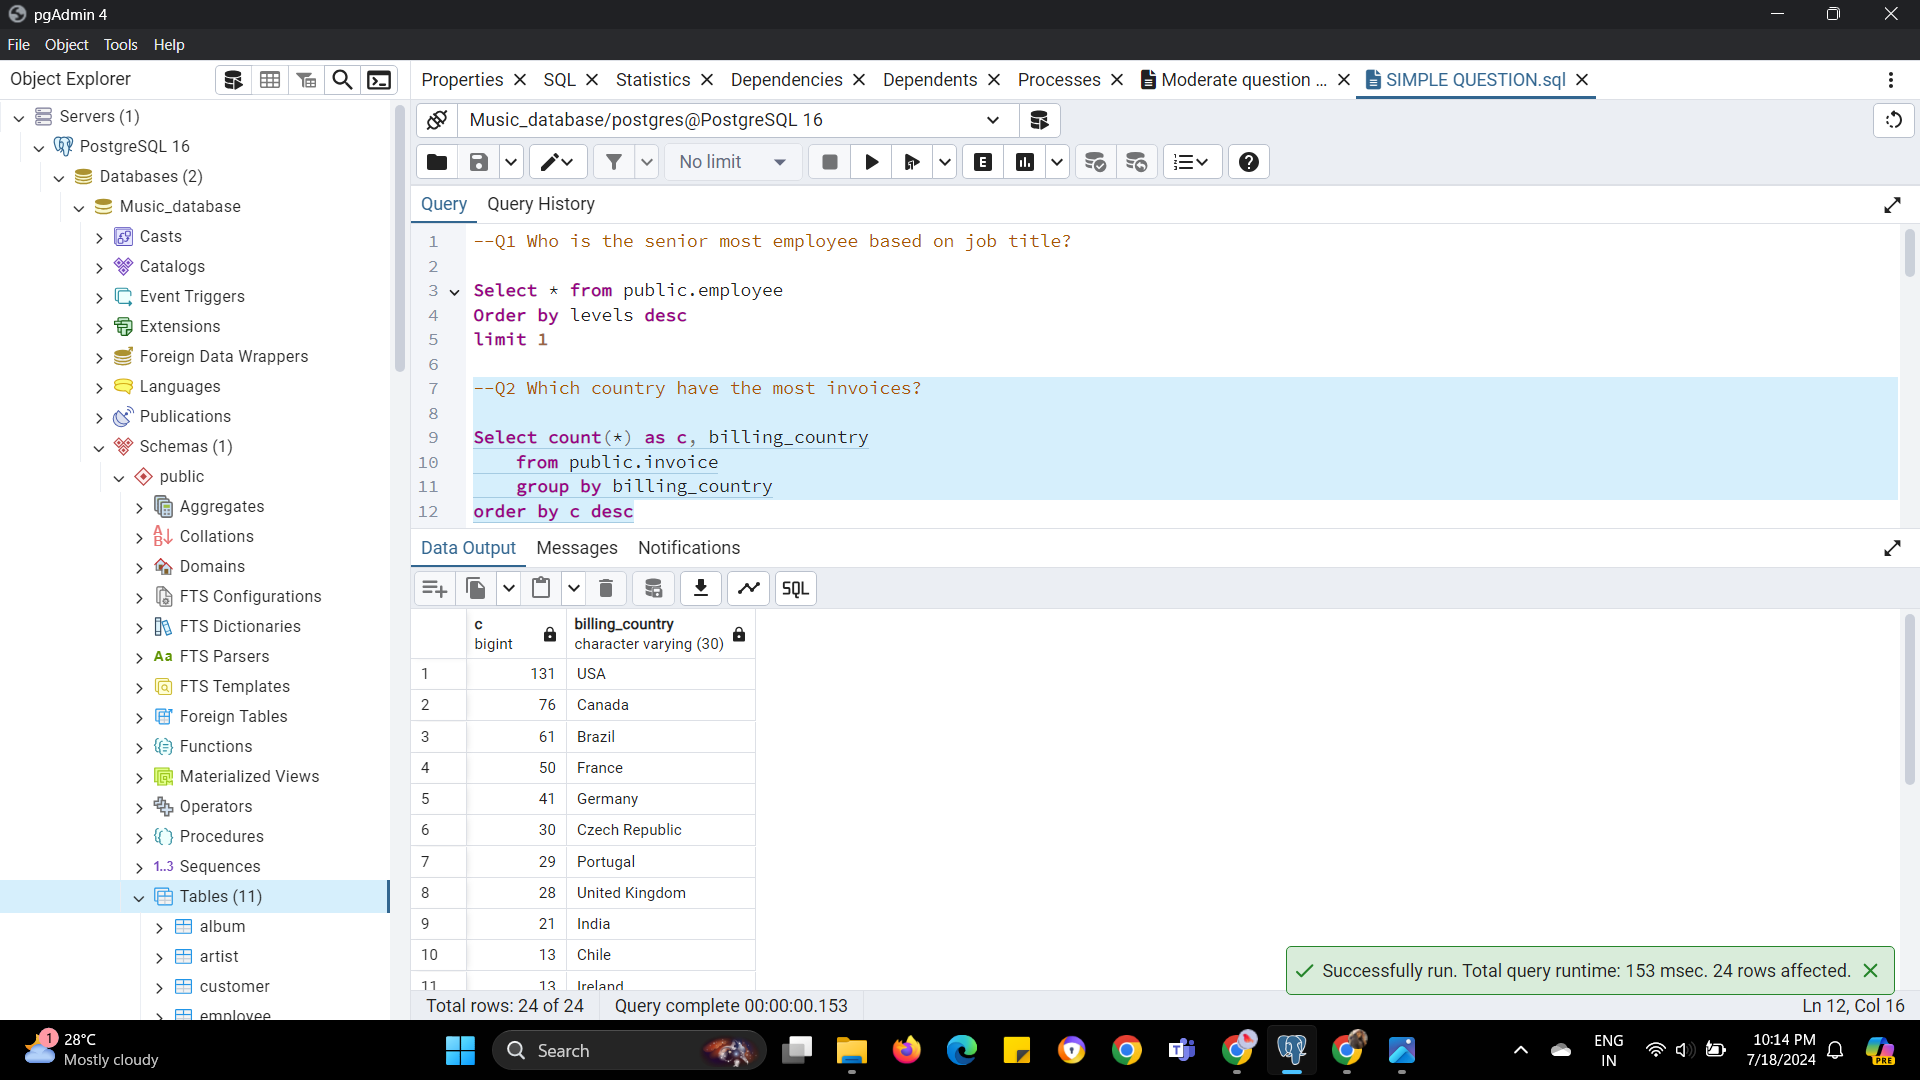 pgAdmin 4
File Object Tools Help
Object Explorer
Properties SQL Statistics Dependencies Dependents Processes Moderate question ... SIMPLE QUESTION.sql
Servers (1)
PostgreSQL 16
Databases (2)
Music_database
Casts
Catalogs
Event Triggers
Extensions
Foreign Data Wrappers
Languages
Publications
Schemas (1)
public
Aggregates
Collations
Domains
FTS Configurations
FTS Dictionaries
Aa FTS Parsers
FTS Templates
Foreign Tables
Functions
Materialized Views
Operators
Procedures
1..3 Sequences
Tables (11)
album
artist
customer
employee
Music_database/postgres@PostgreSQL 16
No limit
E
Query Query History
1 --Q1 Who is the senior most employee based on job title?
2
3 Select * from public.employee
4 Order by levels desc
5 limit 1
6
7 --Q2 Which country have the most invoices?
8
9 Select count(*) as c, billing_country
10 from public.invoice
11 group by billing_country
12 order by c desc
Data Output Messages Notifications
SQL
c billing_country
bigint character varying (30)
1 131 USA
2 76 Canada
3 61 Brazil
4 50 France
5 41 Germany
6 30 Czech Republic
7 29 Portugal
8 28 United Kingdom
9 21 India
10 13 Chile
11 13 Ireland
Successfully run. Total query runtime: 153 msec. 24 rows affected.
Total rows: 24 of 24 Query complete 00:00:00.153 Ln 12, Col 16
1
28°C
Mostly cloudy
Search
ENG
IN
10:14 PM
7/18/2024
PRE